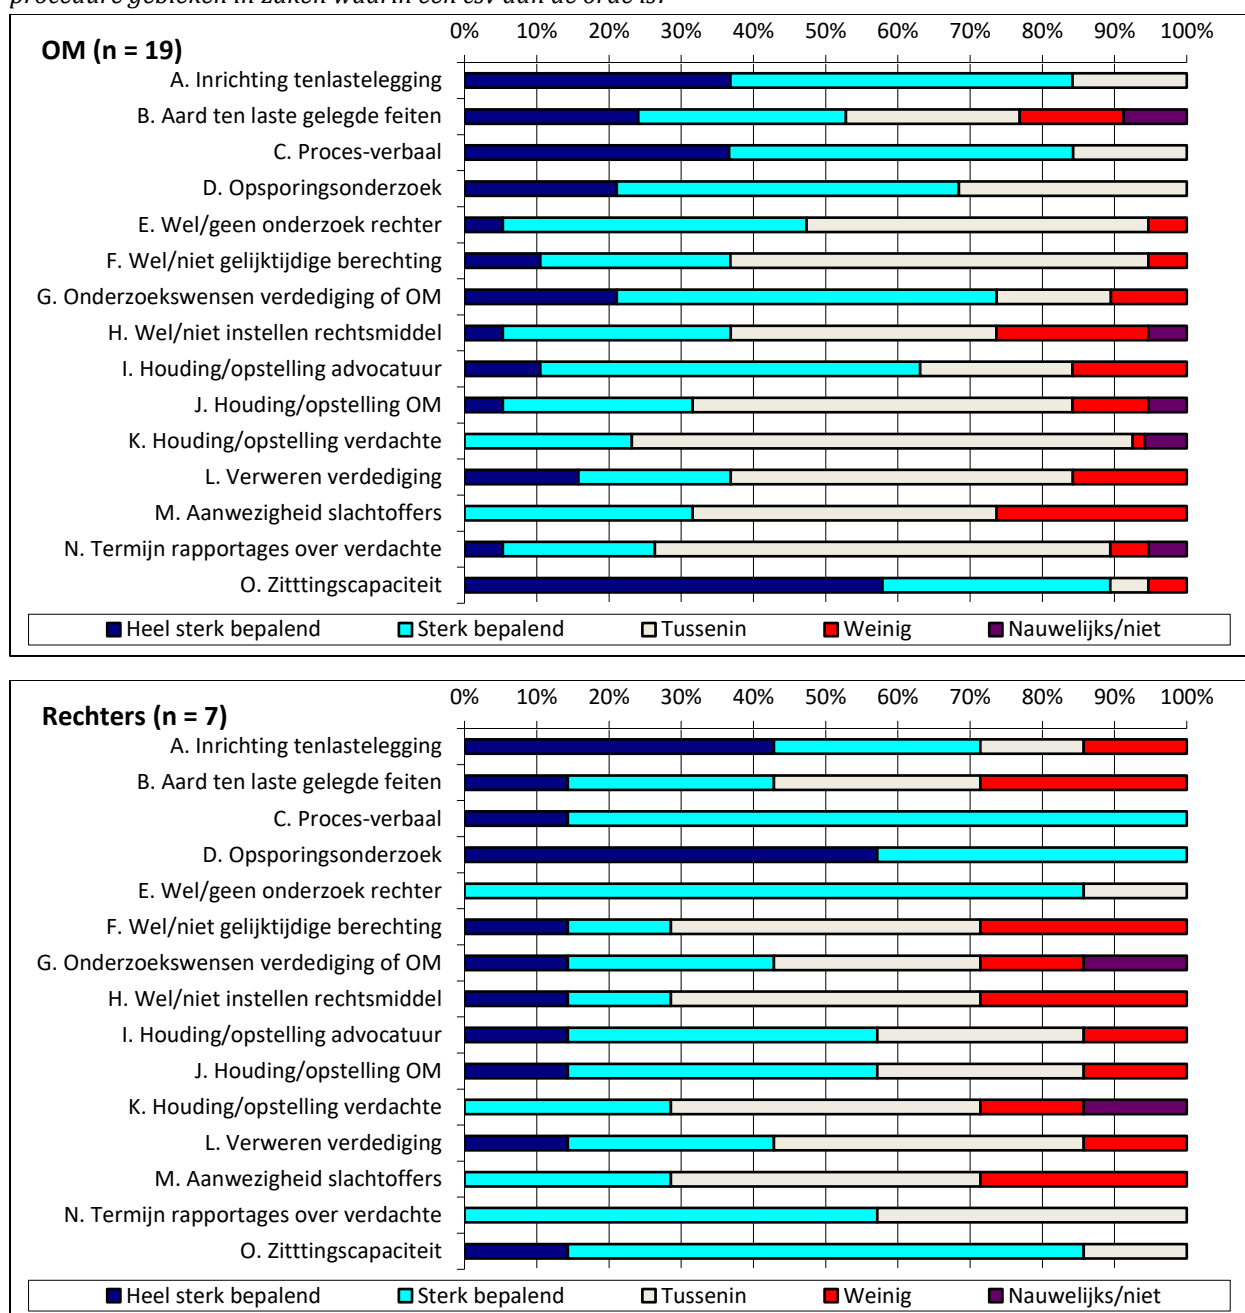 procedure gebleken in zaken waarin een csv aan de orde is?
0% 10% 20% 30% 40% 50% 60% 70% 80% 90% 100%
OM (n = 19)
A. Inrichting tenlastelegging
B. Aard ten laste gelegde feiten
C. Proces-verbaal
D. Opsporingsonderzoek
E. Wel/geen onderzoek rechter
F. Wel/niet gelijktijdige berechting
G. Onderzoekswensen verdediging of OM
H. Wel/niet instellen rechtsmiddel
I. Houding/opstelling advocatuur
J. Houding/opstelling OM
K. Houding/opstelling verdachte
L. Verweren verdediging
M. Aanwezigheid slachtoffers
N. Termijn rapportages over verdachte
O. Zitttingscapaciteit
Heel sterk bepalend Sterk bepalend Tussenin Weinig Nauwelijks/niet
0% 10% 20% 30% 40% 50% 60% 70% 80% 90% 100%
Rechters (n = 7)
A. Inrichting tenlastelegging
B. Aard ten laste gelegde feiten
C. Proces-verbaal
D. Opsporingsonderzoek
E. Wel/geen onderzoek rechter
F. Wel/niet gelijktijdige berechting
G. Onderzoekswensen verdediging of OM
H. Wel/niet instellen rechtsmiddel
I. Houding/opstelling advocatuur
J. Houding/opstelling OM
K. Houding/opstelling verdachte
L. Verweren verdediging
M. Aanwezigheid slachtoffers
N. Termijn rapportages over verdachte
O. Zitttingscapaciteit
Heel sterk bepalend Sterk bepalend Tussenin Weinig Nauwelijks/niet